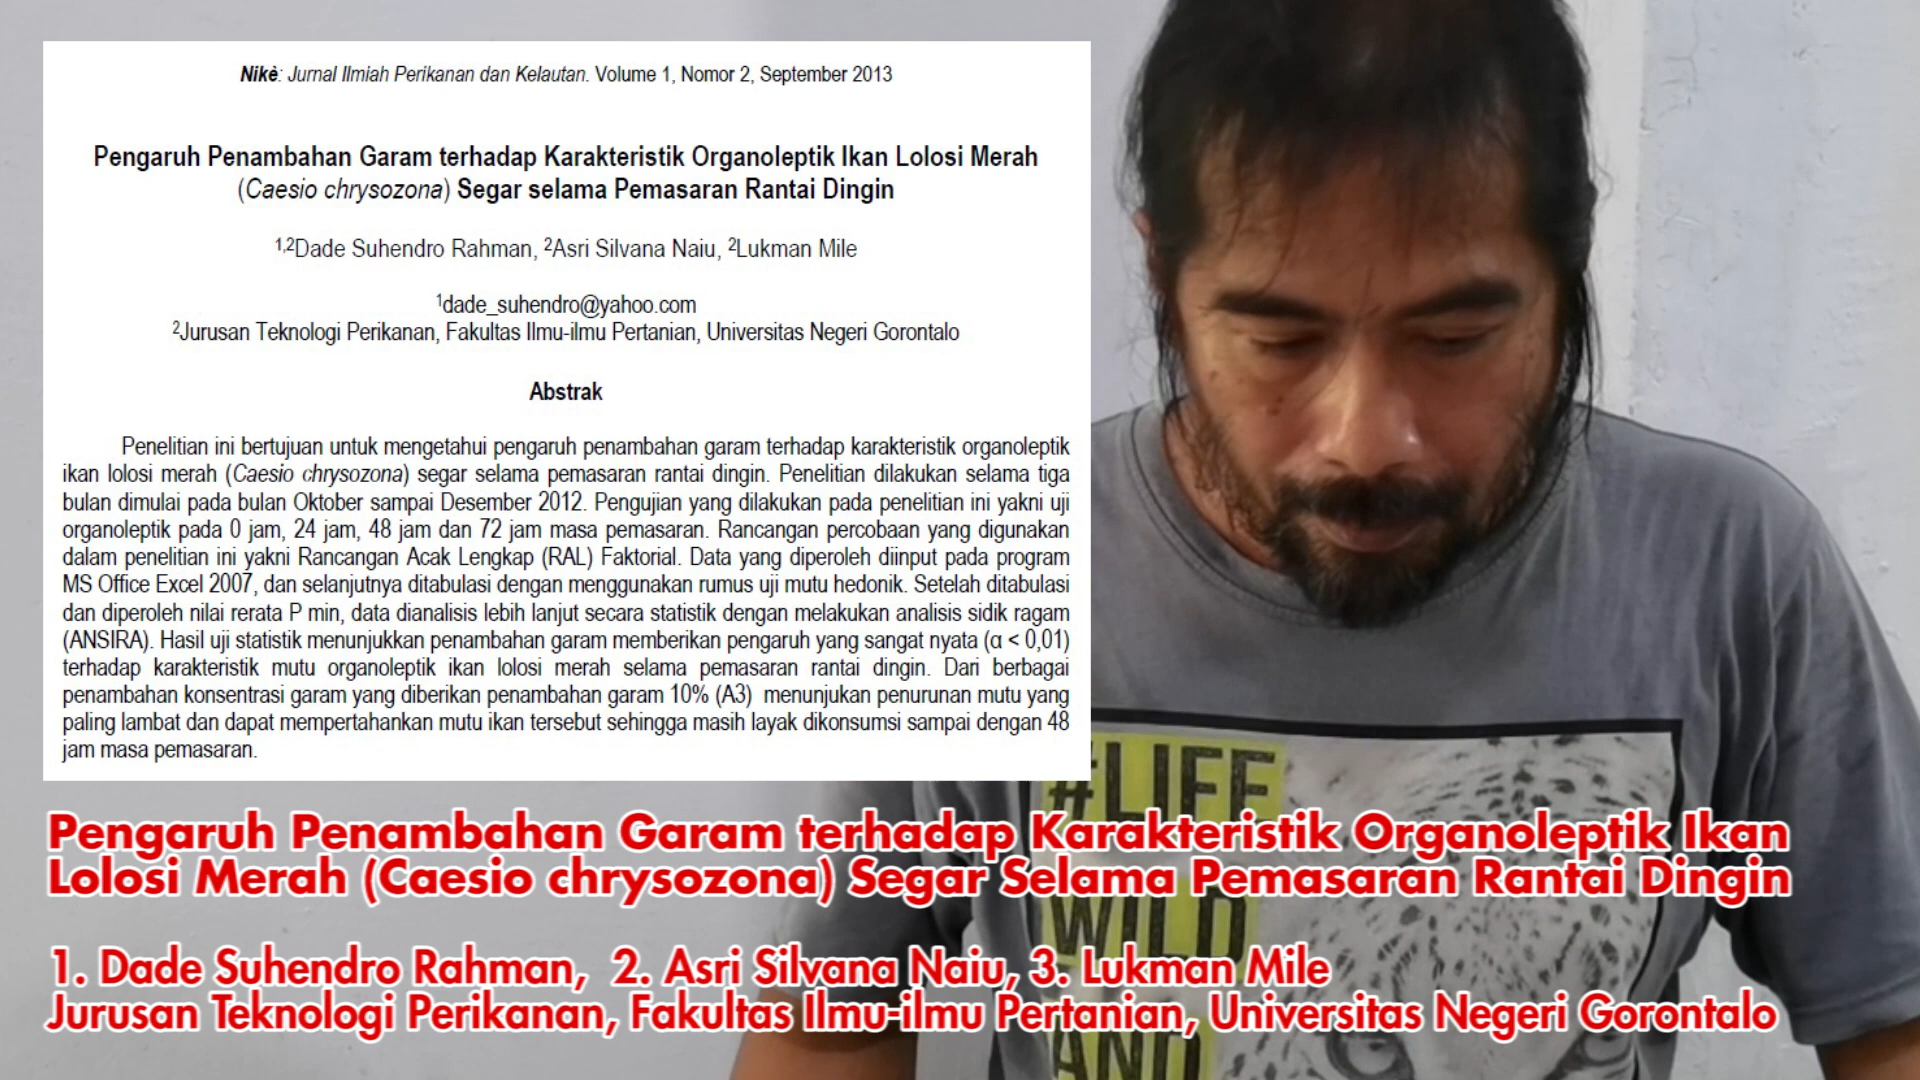 Nikè: Jurnal Ilmiah Perikanan dan Kelautan. Volume 1, Nomor 2, September 2013
Pengaruh Penambahan Garam terhadap Karakteristik Organoleptik Ikan Lolosi Merah
(Caesio chrysozona) Segar selama Pemasaran Rantai Dingin
1,2Dade Suhendro Rahman, 2Asri Silvana Naiu, 2Lukman Mile
1dade_suhendro@yahoo.com
2Jurusan Teknologi Perikanan, Fakultas Ilmu-ilmu Pertanian, Universitas Negeri Gorontalo
Abstrak
Penelitian ini bertujuan untuk mengetahui pengaruh penambahan garam terhadap karakteristik organoleptik
ikan lolosi merah (Caesio chrysozona) segar selama pemasaran rantai dingin. Penelitian dilakukan selama tiga
bulan dimulai pada bulan Oktober sampai Desember 2012. Pengujian yang dilakukan pada penelitian ini yakni uji
organoleptik pada 0 jam, 24 jam, 48 jam dan 72 jam masa pemasaran. Rancangan percobaan yang digunakan
dalam penelitian ini yakni Rancangan Acak Lengkap (RAL) Faktorial. Data yang diperoleh diinput pada program
MS Office Excel 2007, dan selanjutnya ditabulasi dengan menggunakan rumus uji mutu hedonik. Setelah ditabulasi
dan diperoleh nilai rerata P min, data dianalisis lebih lanjut secara statistik dengan melakukan analisis sidik ragam
(ANSIRA). Hasil uji statistik menunjukkan penambahan garam memberikan pengaruh yang sangat nyata (α < 0,01)
terhadap karakteristik mutu organoleptik ikan lolosi merah selama pemasaran rantai dingin. Dari berbagai
penambahan konsentrasi garam yang diberikan penambahan garam 10% (A3) menunjukan penurunan mutu yang
paling lambat dan dapat mempertahankan mutu ikan tersebut sehingga masih layak dikonsumsi sampai dengan 48
jam masa pemasaran.
#LIFE
WILD
AND
Pengaruh Penambahan Garam terhadap Karakteristik Organoleptik Ikan
Lolosi Merah (Caesio chrysozona) Segar Selama Pemasaran Rantai Dingin
1. Dade Suhendro Rahman, 2. Asri Silvana Naiu, 3. Lukman Mile
Jurusan Teknologi Perikanan, Fakultas Ilmu-ilmu Pertanian, Universitas Negeri Gorontalo